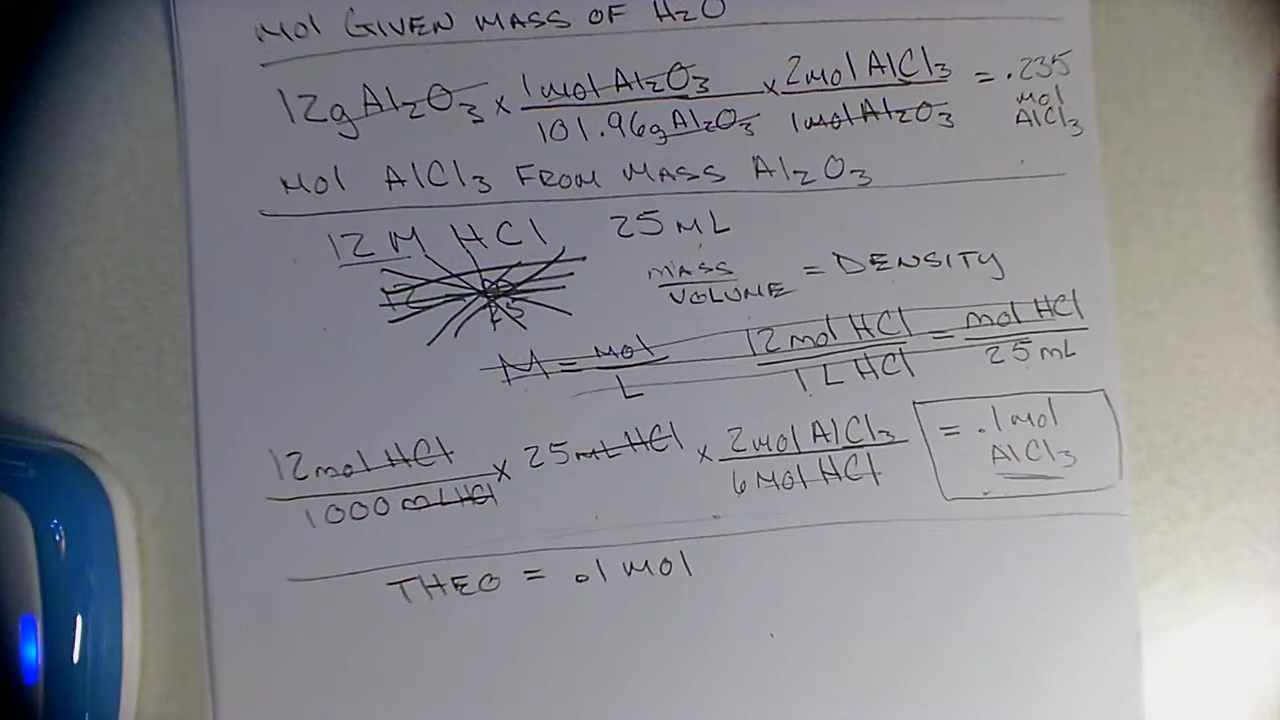 Mol GIVEN MASS OF H2O
12g Al2O3 × 1 mol Al2O3 / 101.96g Al2O3 × 2 mol AlCl3 / 1 mol Al2O3 = .235 mol AlCl3
Mol AlCl3 FROM MASS Al2O3
12 M HCl 25 mL
MASS / VOLUME = DENSITY
M = mol / L 12 mol HCl / 1 L HCl = mol HCl / 25 mL
12 mol HCl / 1000 mL HCl × 25 mL HCl × 2 mol AlCl3 / 6 Mol HCl = .1 mol AlCl3
THEO = .1 mol